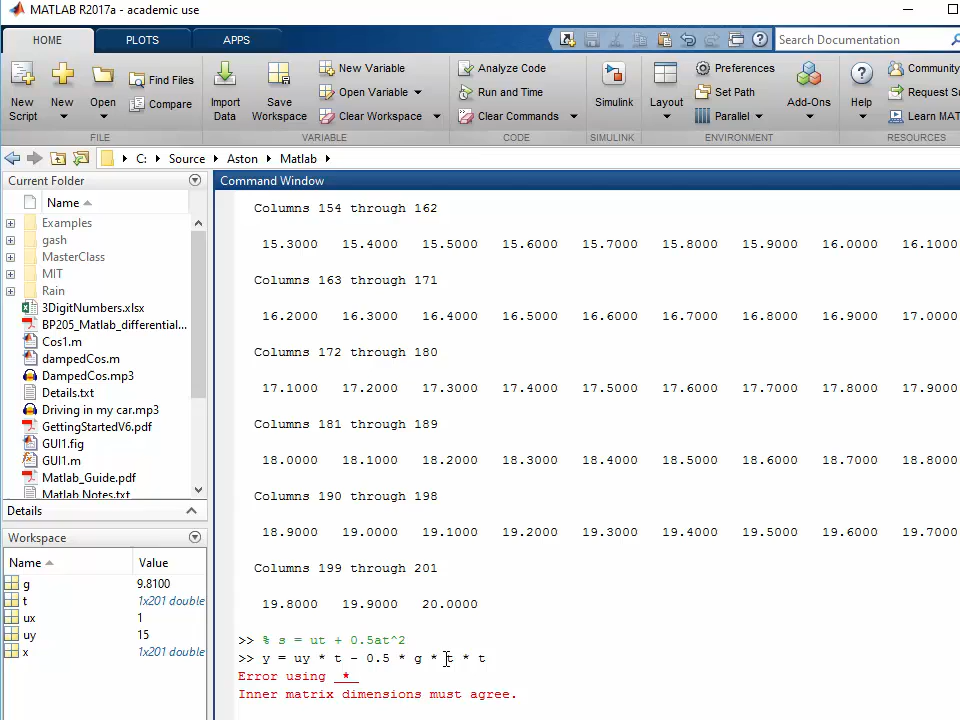 MATLAB R2017a - academic use
HOME PLOTS APPS Search Documentation
New Script New Open Find Files Compare Import Data Save Workspace New Variable Open Variable Clear Workspace Analyze Code Run and Time Clear Commands Simulink Layout Preferences Set Path Parallel Add-Ons Help Community Request Su Learn MAT
FILE VARIABLE CODE SIMULINK ENVIRONMENT RESOURCES
C: Source Aston Matlab
Current Folder
Name
Examples
gash
MasterClass
MIT
Rain
3DigitNumbers.xlsx
BP205_Matlab_differential...
Cos1.m
dampedCos.m
DampedCos.mp3
Details.txt
Driving in my car.mp3
GettingStartedV6.pdf
GUI1.fig
GUI1.m
Matlab_Guide.pdf
Matlab Notes.txt
Details
Workspace
Name Value
g 9.8100
t 1x201 double
ux 1
uy 15
x 1x201 double
Command Window
Columns 154 through 162
15.3000 15.4000 15.5000 15.6000 15.7000 15.8000 15.9000 16.0000 16.1000
Columns 163 through 171
16.2000 16.3000 16.4000 16.5000 16.6000 16.7000 16.8000 16.9000 17.0000
Columns 172 through 180
17.1000 17.2000 17.3000 17.4000 17.5000 17.6000 17.7000 17.8000 17.9000
Columns 181 through 189
18.0000 18.1000 18.2000 18.3000 18.4000 18.5000 18.6000 18.7000 18.8000
Columns 190 through 198
18.9000 19.0000 19.1000 19.2000 19.3000 19.4000 19.5000 19.6000 19.7000
Columns 199 through 201
19.8000 19.9000 20.0000
>> % s = ut + 0.5at^2
>> y = uy * t - 0.5 * g * t * t
Error using *
Inner matrix dimensions must agree.